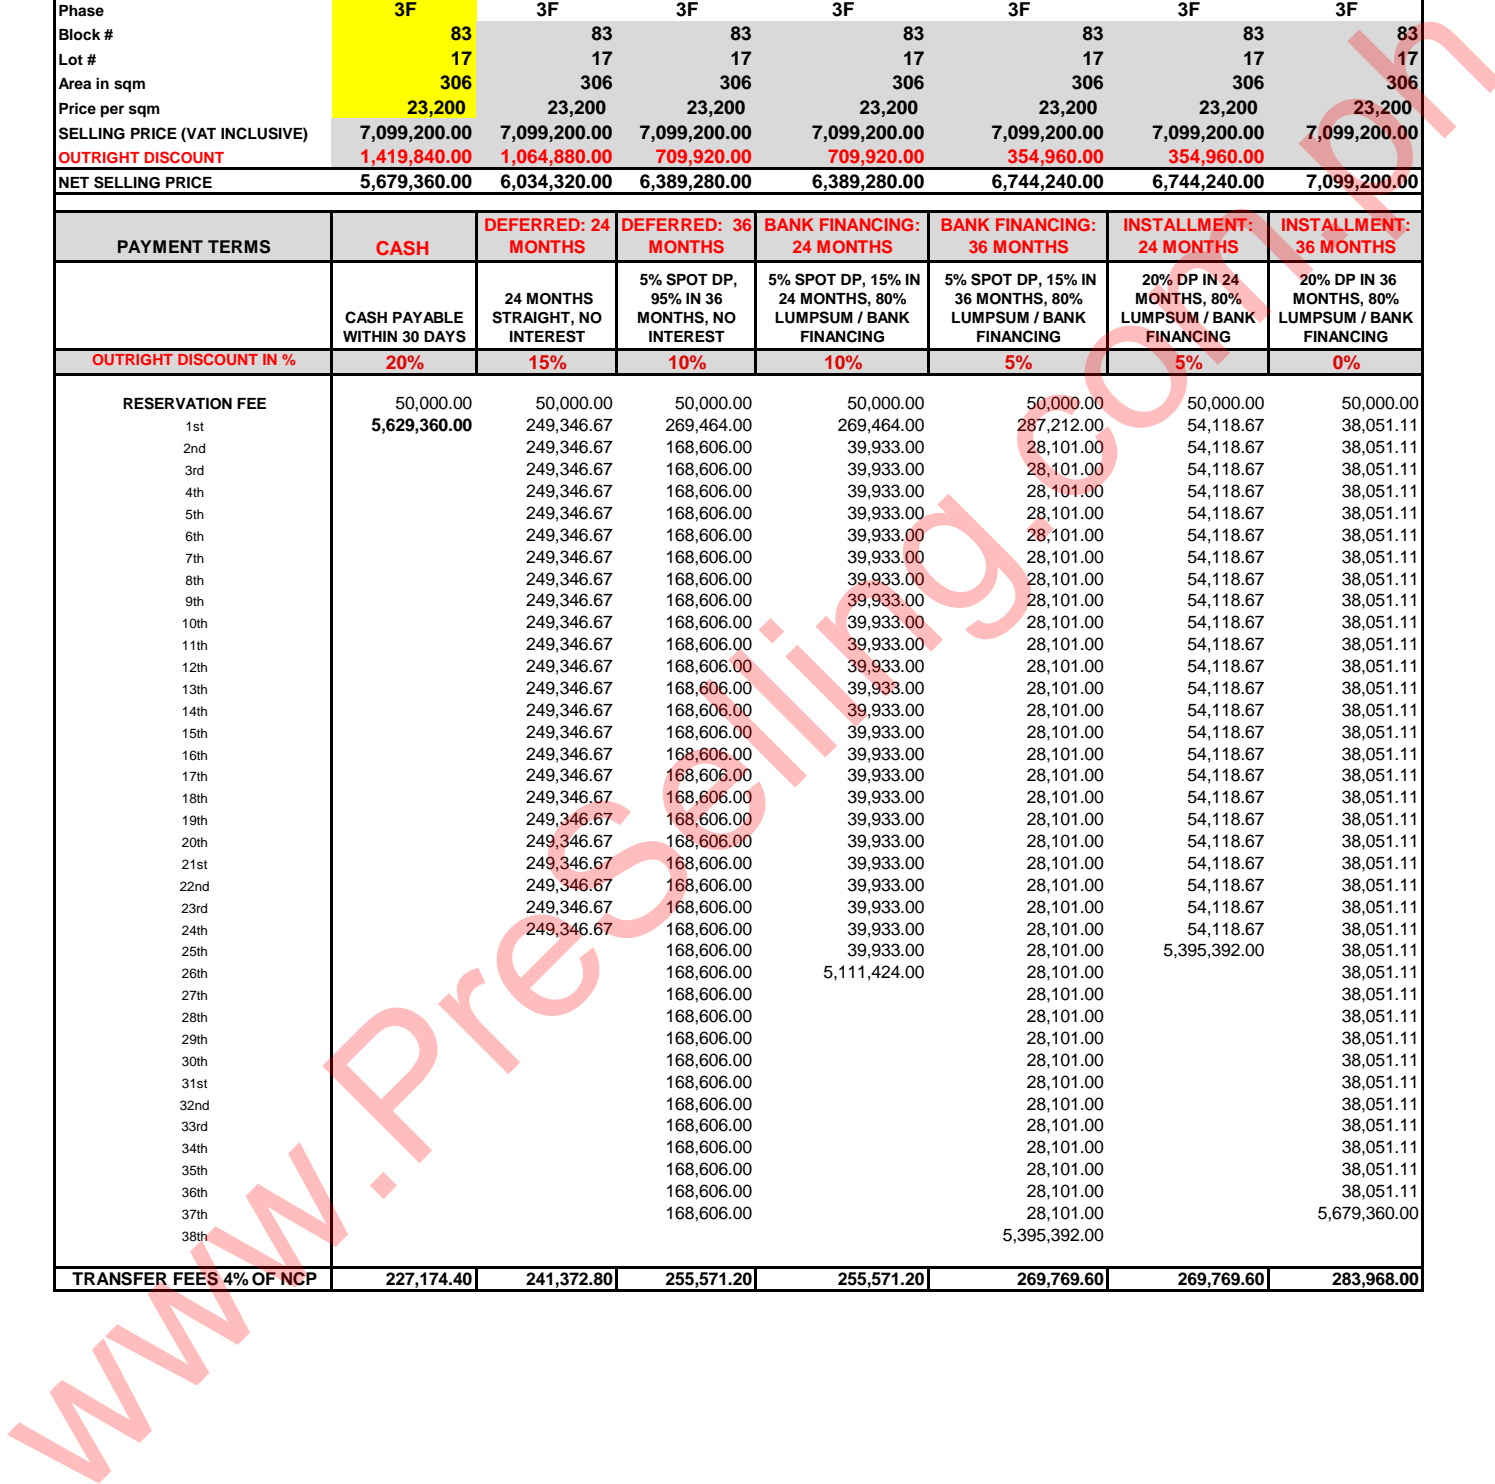 Phase 3F 3F 3F 3F 3F 3F 3F
Block # 83 83 83 83 83 83 83
Lot # 17 17 17 17 17 17 17
Area in sqm 306 306 306 306 306 306 306
Price per sqm 23,200 23,200 23,200 23,200 23,200 23,200 23,200
SELLING PRICE (VAT INCLUSIVE) 7,099,200.00 7,099,200.00 7,099,200.00 7,099,200.00 7,099,200.00 7,099,200.00 7,099,200.00
OUTRIGHT DISCOUNT 1,419,840.00 1,064,880.00 709,920.00 709,920.00 354,960.00 354,960.00
NET SELLING PRICE 5,679,360.00 6,034,320.00 6,389,280.00 6,389,280.00 6,744,240.00 6,744,240.00 7,099,200.00
DEFERRED: 24 DEFERRED: 36 BANK FINANCING: BANK FINANCING: INSTALLMENT: INSTALLMENT:
PAYMENT TERMS CASH MONTHS MONTHS 24 MONTHS 36 MONTHS 24 MONTHS 36 MONTHS
5% SPOT DP, 5% SPOT DP, 15% IN 5% SPOT DP, 15% IN 20% DP IN 24 20% DP IN 36
24 MONTHS 95% IN 36 24 MONTHS, 80% 36 MONTHS, 80% MONTHS, 80% MONTHS, 80%
CASH PAYABLE STRAIGHT, NO MONTHS, NO LUMPSUM / BANK LUMPSUM / BANK LUMPSUM / BANK LUMPSUM / BANK
WITHIN 30 DAYS INTEREST INTEREST FINANCING FINANCING FINANCING FINANCING
OUTRIGHT DISCOUNT IN % 20% 15% 10% 10% 5% 5% 0%
RESERVATION FEE 50,000.00 50,000.00 50,000.00 50,000.00 50,000.00 50,000.00 50,000.00
1st 5,629,360.00 249,346.67 269,464.00 269,464.00 287,212.00 54,118.67 38,051.11
2nd 249,346.67 168,606.00 39,933.00 28,101.00 54,118.67 38,051.11
3rd 249,346.67 168,606.00 39,933.00 28,101.00 54,118.67 38,051.11
4th 249,346.67 168,606.00 39,933.00 28,101.00 54,118.67 38,051.11
5th 249,346.67 168,606.00 39,933.00 28,101.00 54,118.67 38,051.11
6th 249,346.67 168,606.00 39,933.00 28,101.00 54,118.67 38,051.11
7th 249,346.67 168,606.00 39,933.00 28,101.00 54,118.67 38,051.11
8th 249,346.67 168,606.00 39,933.00 28,101.00 54,118.67 38,051.11
9th 249,346.67 168,606.00 39,933.00 28,101.00 54,118.67 38,051.11
10th 249,346.67 168,606.00 39,933.00 28,101.00 54,118.67 38,051.11
11th 249,346.67 168,606.00 39,933.00 28,101.00 54,118.67 38,051.11
12th 249,346.67 168,606.00 39,933.00 28,101.00 54,118.67 38,051.11
13th 249,346.67 168,606.00 39,933.00 28,101.00 54,118.67 38,051.11
14th 249,346.67 168,606.00 39,933.00 28,101.00 54,118.67 38,051.11
15th 249,346.67 168,606.00 39,933.00 28,101.00 54,118.67 38,051.11
16th 249,346.67 168,606.00 39,933.00 28,101.00 54,118.67 38,051.11
17th 249,346.67 168,606.00 39,933.00 28,101.00 54,118.67 38,051.11
18th 249,346.67 168,606.00 39,933.00 28,101.00 54,118.67 38,051.11
19th 249,346.67 168,606.00 39,933.00 28,101.00 54,118.67 38,051.11
20th 249,346.67 168,606.00 39,933.00 28,101.00 54,118.67 38,051.11
21st 249,346.67 168,606.00 39,933.00 28,101.00 54,118.67 38,051.11
22nd 249,346.67 168,606.00 39,933.00 28,101.00 54,118.67 38,051.11
23rd 249,346.67 168,606.00 39,933.00 28,101.00 54,118.67 38,051.11
24th 249,346.67 168,606.00 39,933.00 28,101.00 54,118.67 38,051.11
25th 168,606.00 39,933.00 28,101.00 5,395,392.00 38,051.11
26th 168,606.00 5,111,424.00 28,101.00 38,051.11
27th 168,606.00 28,101.00 38,051.11
28th 168,606.00 28,101.00 38,051.11
29th 168,606.00 28,101.00 38,051.11
30th 168,606.00 28,101.00 38,051.11
31st 168,606.00 28,101.00 38,051.11
32nd 168,606.00 28,101.00 38,051.11
33rd 168,606.00 28,101.00 38,051.11
34th 168,606.00 28,101.00 38,051.11
35th 168,606.00 28,101.00 38,051.11
36th 168,606.00 28,101.00 38,051.11
37th 168,606.00 28,101.00 5,679,360.00
38th 5,395,392.00
TRANSFER FEES 4% OF NCP 227,174.40 241,372.80 255,571.20 255,571.20 269,769.60 269,769.60 283,968.00
www.PreSelling.com.ph